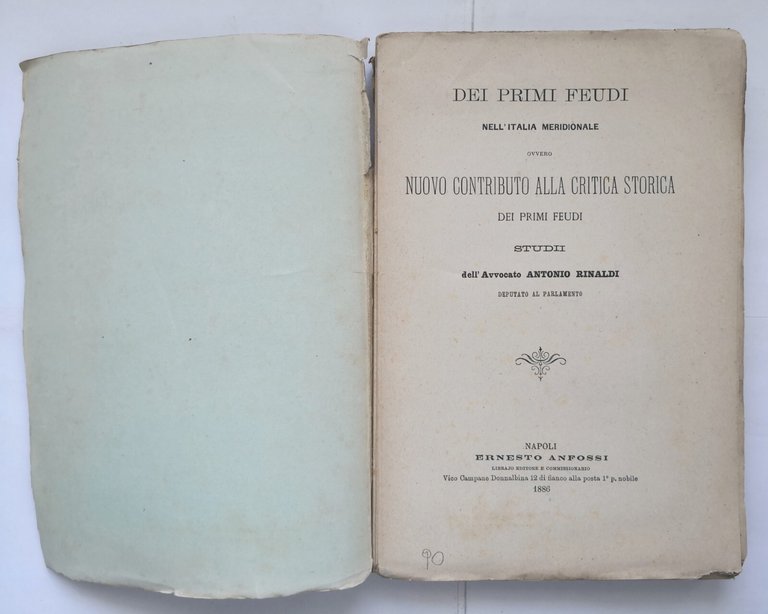 DEI PRIMI FEUDI
NELL'ITALIA MERIDIONALE
OVVERO
NUOVO CONTRIBUTO ALLA CRITICA STORICA
DEI PRIMI FEUDI
STUDII
dell'Avvocato ANTONIO RINALDI
DEPUTATO AL PARLAMENTO
NAPOLI
ERNESTO ANFOSSI
LIBRAJO EDITORE E COMMISSIONARIO
Vico Campane Donnalbina 12 di fianco alla posta 1° p. nobile
1886
90